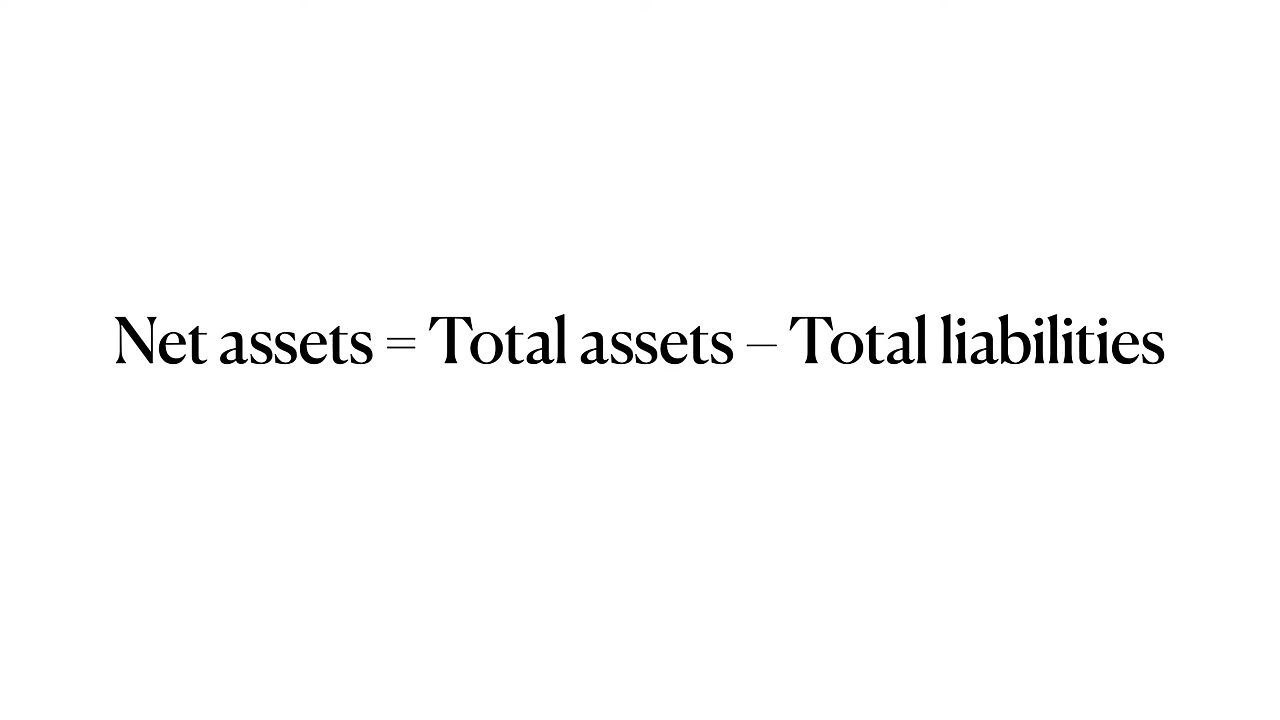 Net assets = Total assets – Total liabilities